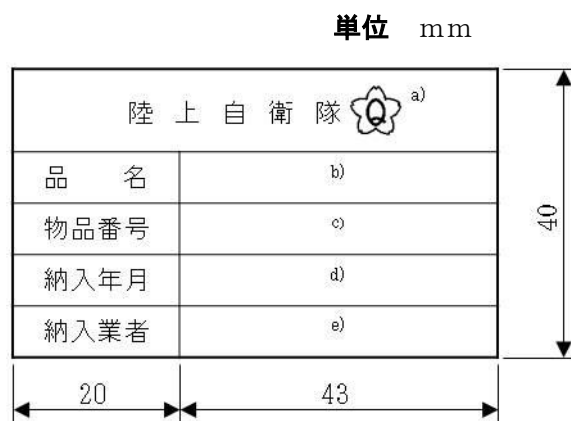 単位 mm
陸上自衛隊 Q a)
品 名 b)
物品番号 c)
納入年月 d)
納入業者 e)
40
20 43